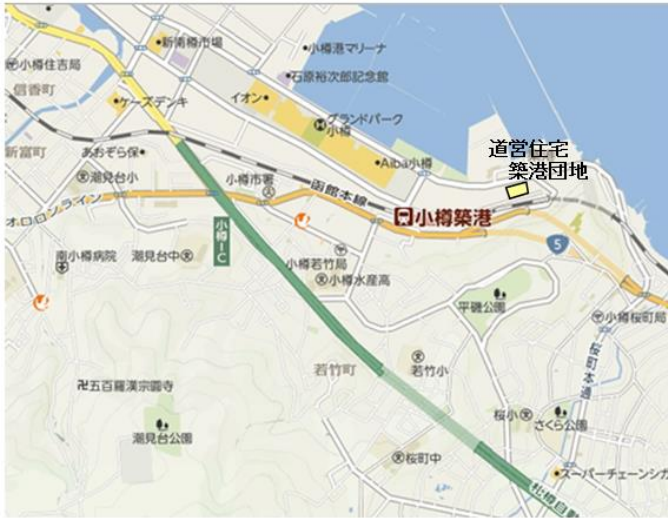 新南樽市場
小樽港マリーナ
小樽住吉局
石原裕次郎記念館
信香町
イオン
ケーズデンキ
グランドパーク
小樽
新富町
あおぞら保
Aiba小樽
道営住宅
築港団地
潮見台小
小樽市署
函館本線
オロロンライン
小樽築港
小樽IC
5
南小樽病院
潮見台中
小樽若竹局
小樽水産高
平磯公園
小樽桜町局
桜町本通
若竹町
若竹小
五百羅漢宗圓寺
潮見台公園
桜小
さくら公園
桜町中
スーパーチェーンシガ
札樽自動